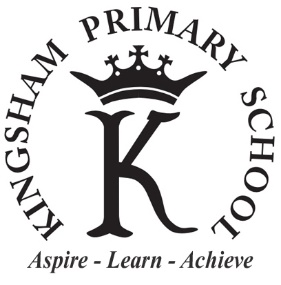 KINGSHAM PRIMARY SCHOOL
K
Aspire - Learn - Achieve